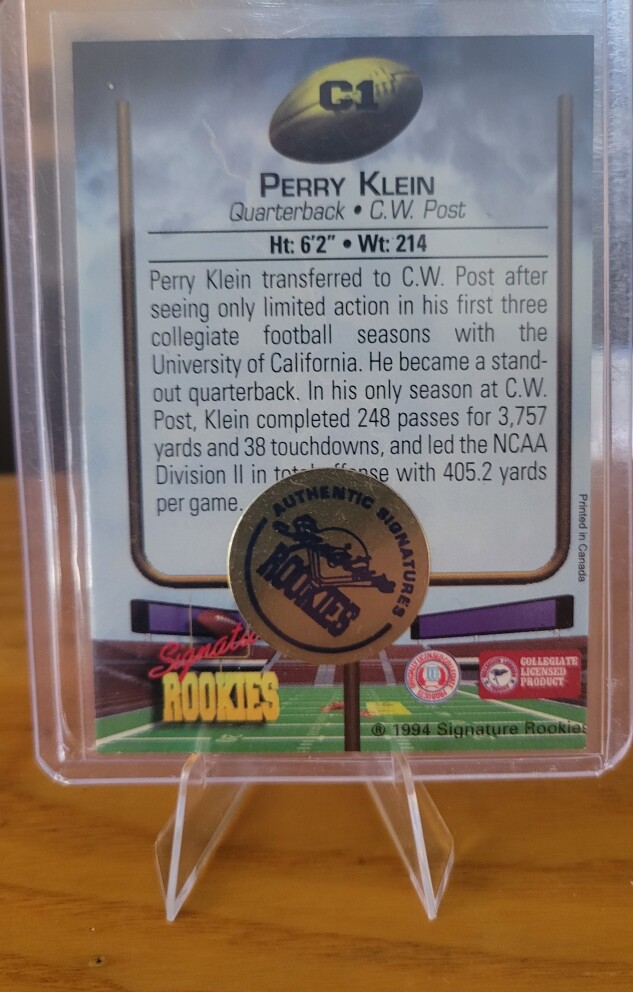 C1
PERRY KLEIN
Quarterback • C.W. Post
Ht: 6'2" • Wt: 214
Perry Klein transferred to C.W. Post after
seeing only limited action in his first three
collegiate football seasons with the
University of California. He became a stand-
out quarterback. In his only season at C.W.
Post, Klein completed 248 passes for 3,757
yards and 38 touchdowns, and led the NCAA
Division II in total offense with 405.2 yards
per game.
AUTHENTIC SIGNATURES
Signature
ROOKIES
Printed in Canada
Signatu
ROOKIES
COLLEGIATE
LICENSED
PRODUCT
® 1994 Signature Rookies